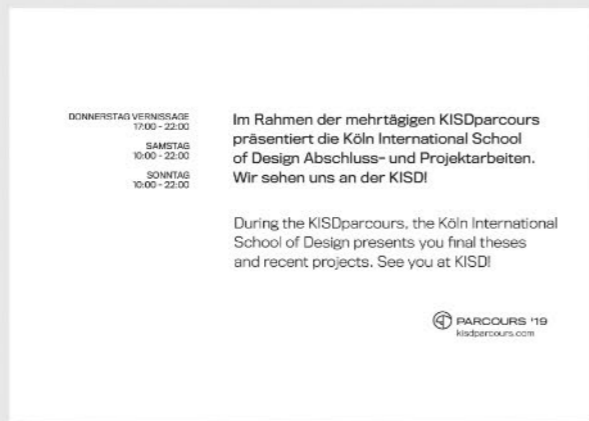 DONNERSTAG VERNISSAGE
17:00 - 22:00
SAMSTAG
10:00 - 22:00
SONNTAG
10:00 - 22:00
Im Rahmen der mehrtägigen KISDparcours
präsentiert die Köln International School
of Design Abschluss- und Projektarbeiten.
Wir sehen uns an der KISD!
During the KISDparcours, the Köln International
School of Design presents you final theses
and recent projects. See you at KISD!
PARCOURS '19
kisdparcours.com